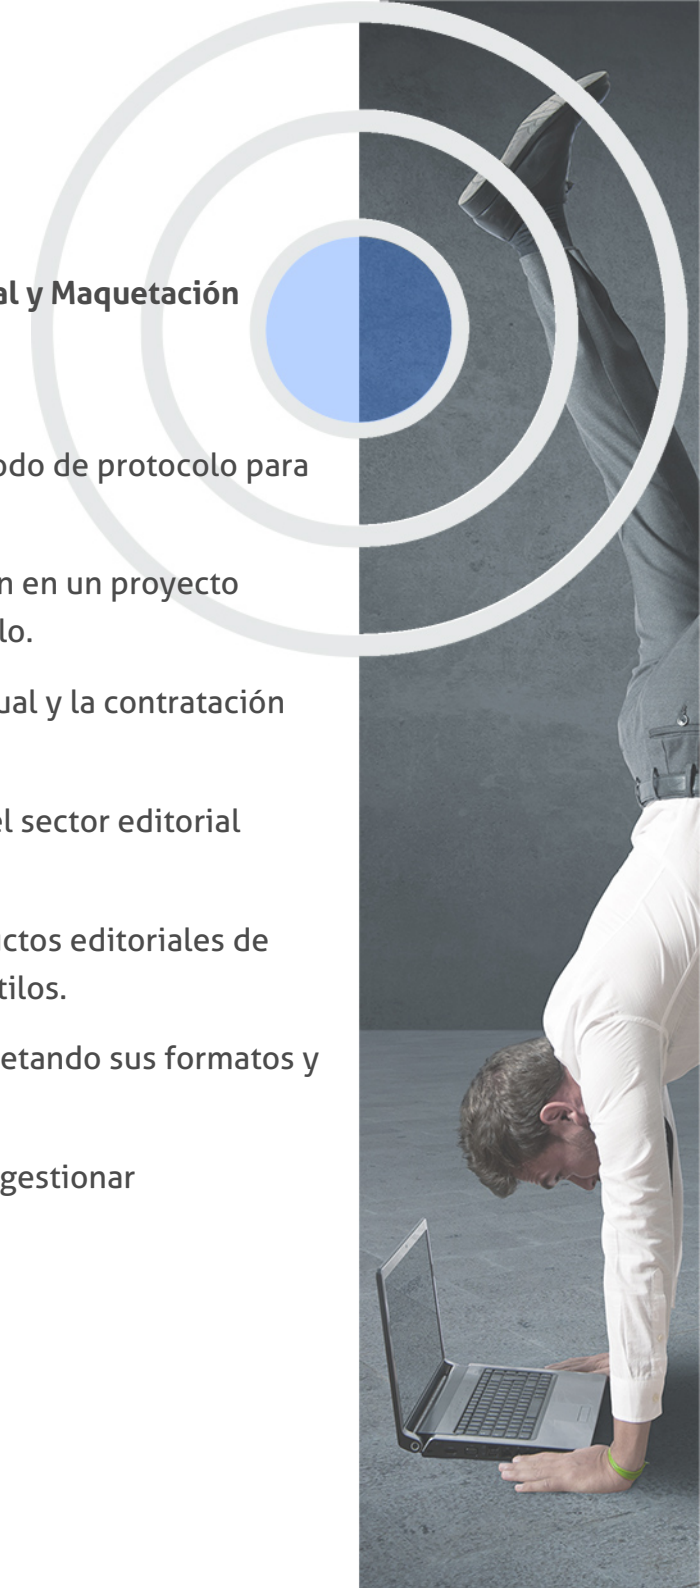 al y Maquetación
odo de protocolo para
n en un proyecto
lo.
ual y la contratación
el sector editorial
ctos editoriales de
tilos.
etando sus formatos y
gestionar